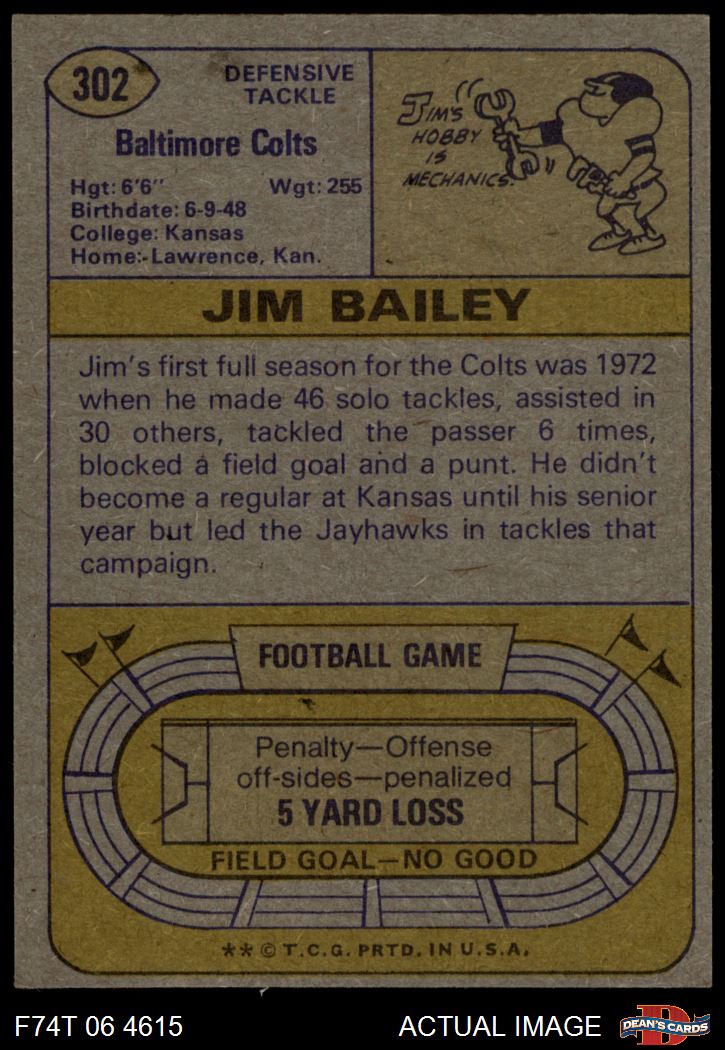 302
DEFENSIVE
TACKLE
Baltimore Colts
Hgt: 6'6" Wgt: 255
Birthdate: 6-9-48
College: Kansas
Home:-Lawrence, Kan.
JIM'S
HOBBY
IS
MECHANICS.
JIM BAILEY
Jim's first full season for the Colts was 1972
when he made 46 solo tackles, assisted in
30 others, tackled the passer 6 times,
blocked a field goal and a punt. He didn't
become a regular at Kansas until his senior
year but led the Jayhawks in tackles that
campaign.
FOOTBALL GAME
Penalty—Offense
off-sides—penalized
5 YARD LOSS
FIELD GOAL—NO GOOD
** © T.C.G. PRTD. IN U.S.A.
F74T 06 4615
ACTUAL IMAGE
D
DEAN'S CARDS